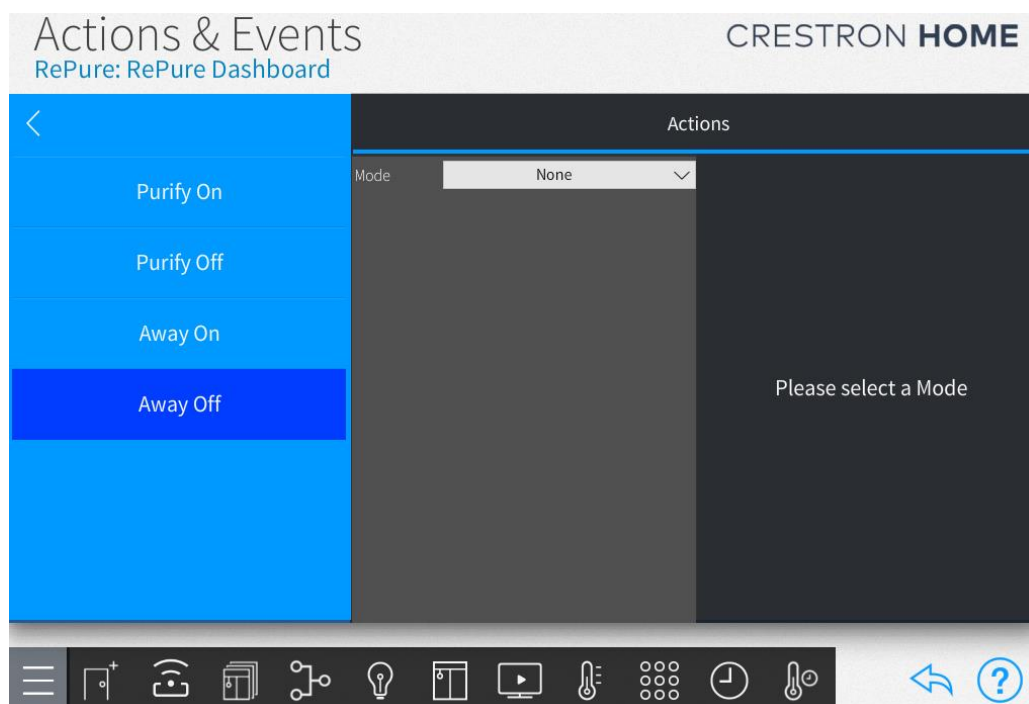 Actions & Events
CRESTRON HOME
RePure: RePure Dashboard
Actions
Purify On
Mode
None
Purify Off
Away On
Away Off
Please select a Mode
?